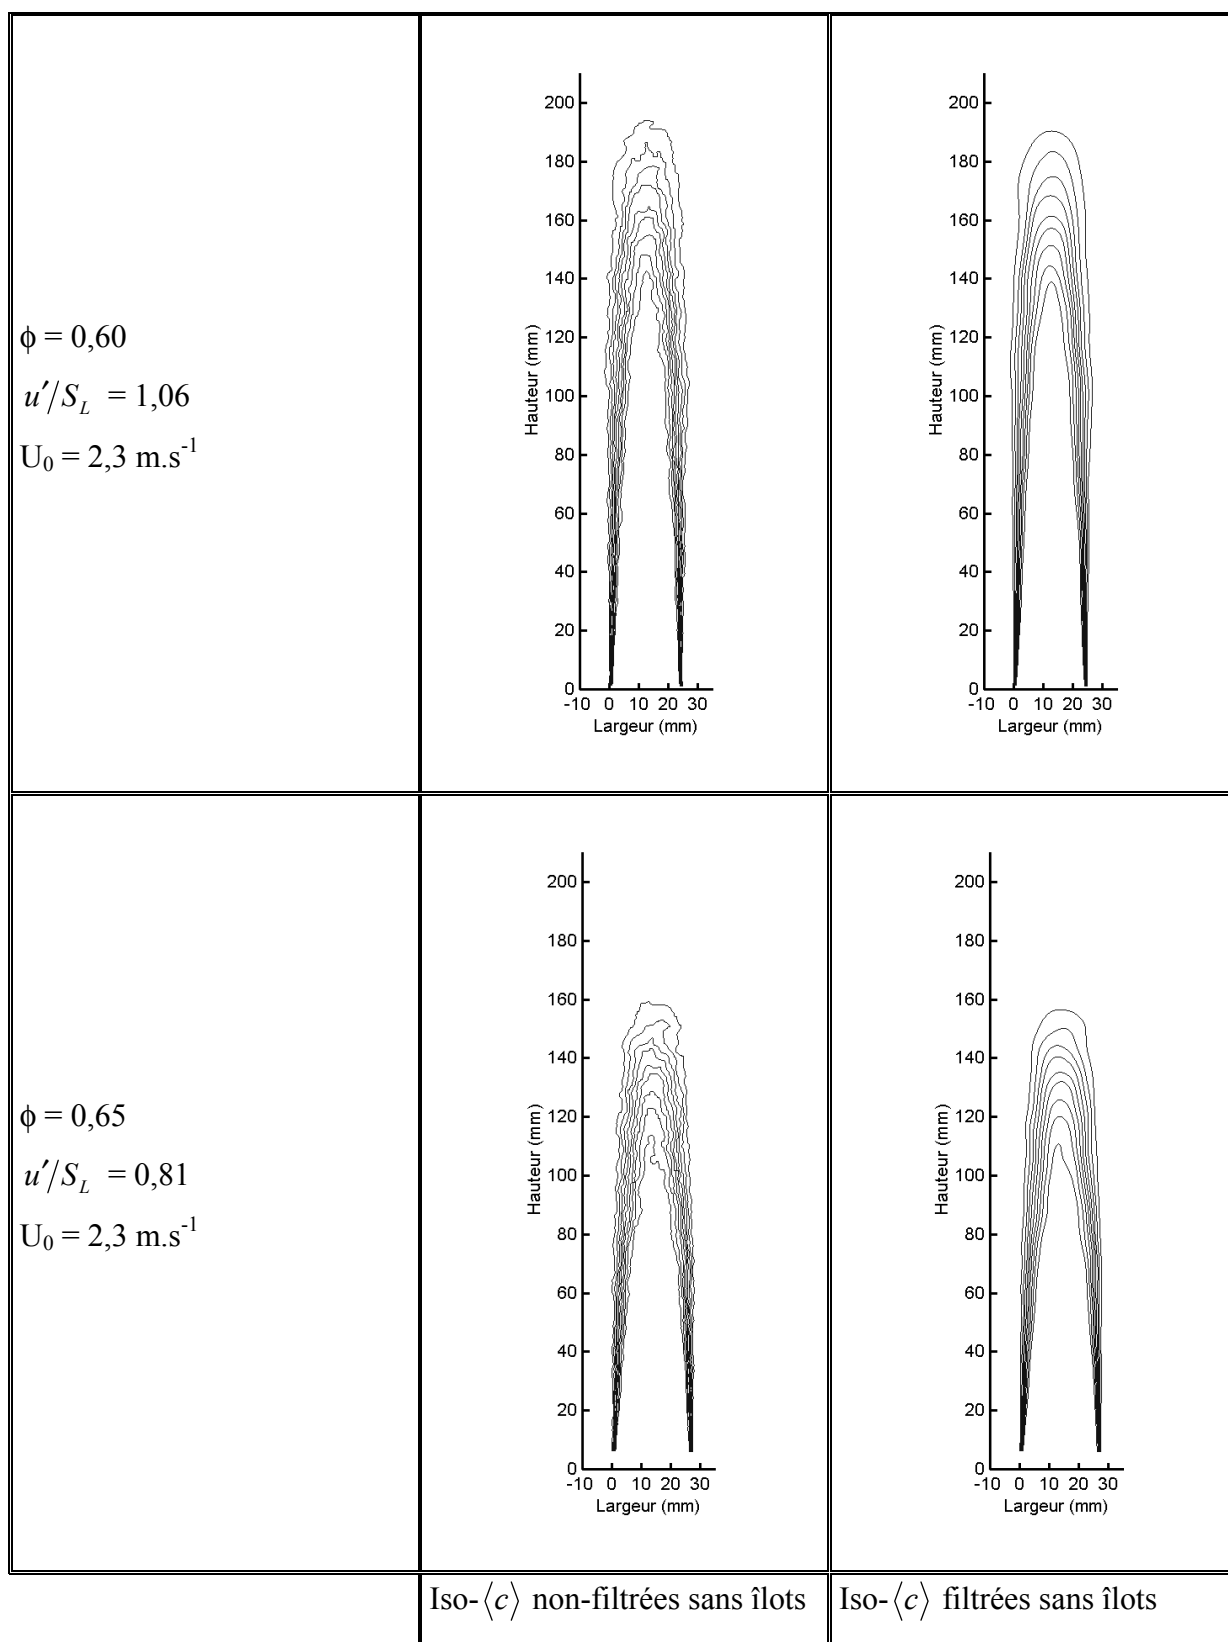 φ = 0,60
u′/S_L = 1,06
U₀ = 2,3 m.s⁻¹
200
180
160
140
120
100
80
60
40
20
0
Hauteur (mm)
-10 0 10 20 30
Largeur (mm)
200
180
160
140
120
100
80
60
40
20
0
Hauteur (mm)
-10 0 10 20 30
Largeur (mm)
φ = 0,65
u′/S_L = 0,81
U₀ = 2,3 m.s⁻¹
200
180
160
140
120
100
80
60
40
20
0
Hauteur (mm)
-10 0 10 20 30
Largeur (mm)
200
180
160
140
120
100
80
60
40
20
0
Hauteur (mm)
-10 0 10 20 30
Largeur (mm)
Iso-⟨c⟩ non-filtrées sans îlots
Iso-⟨c⟩ filtrées sans îlots